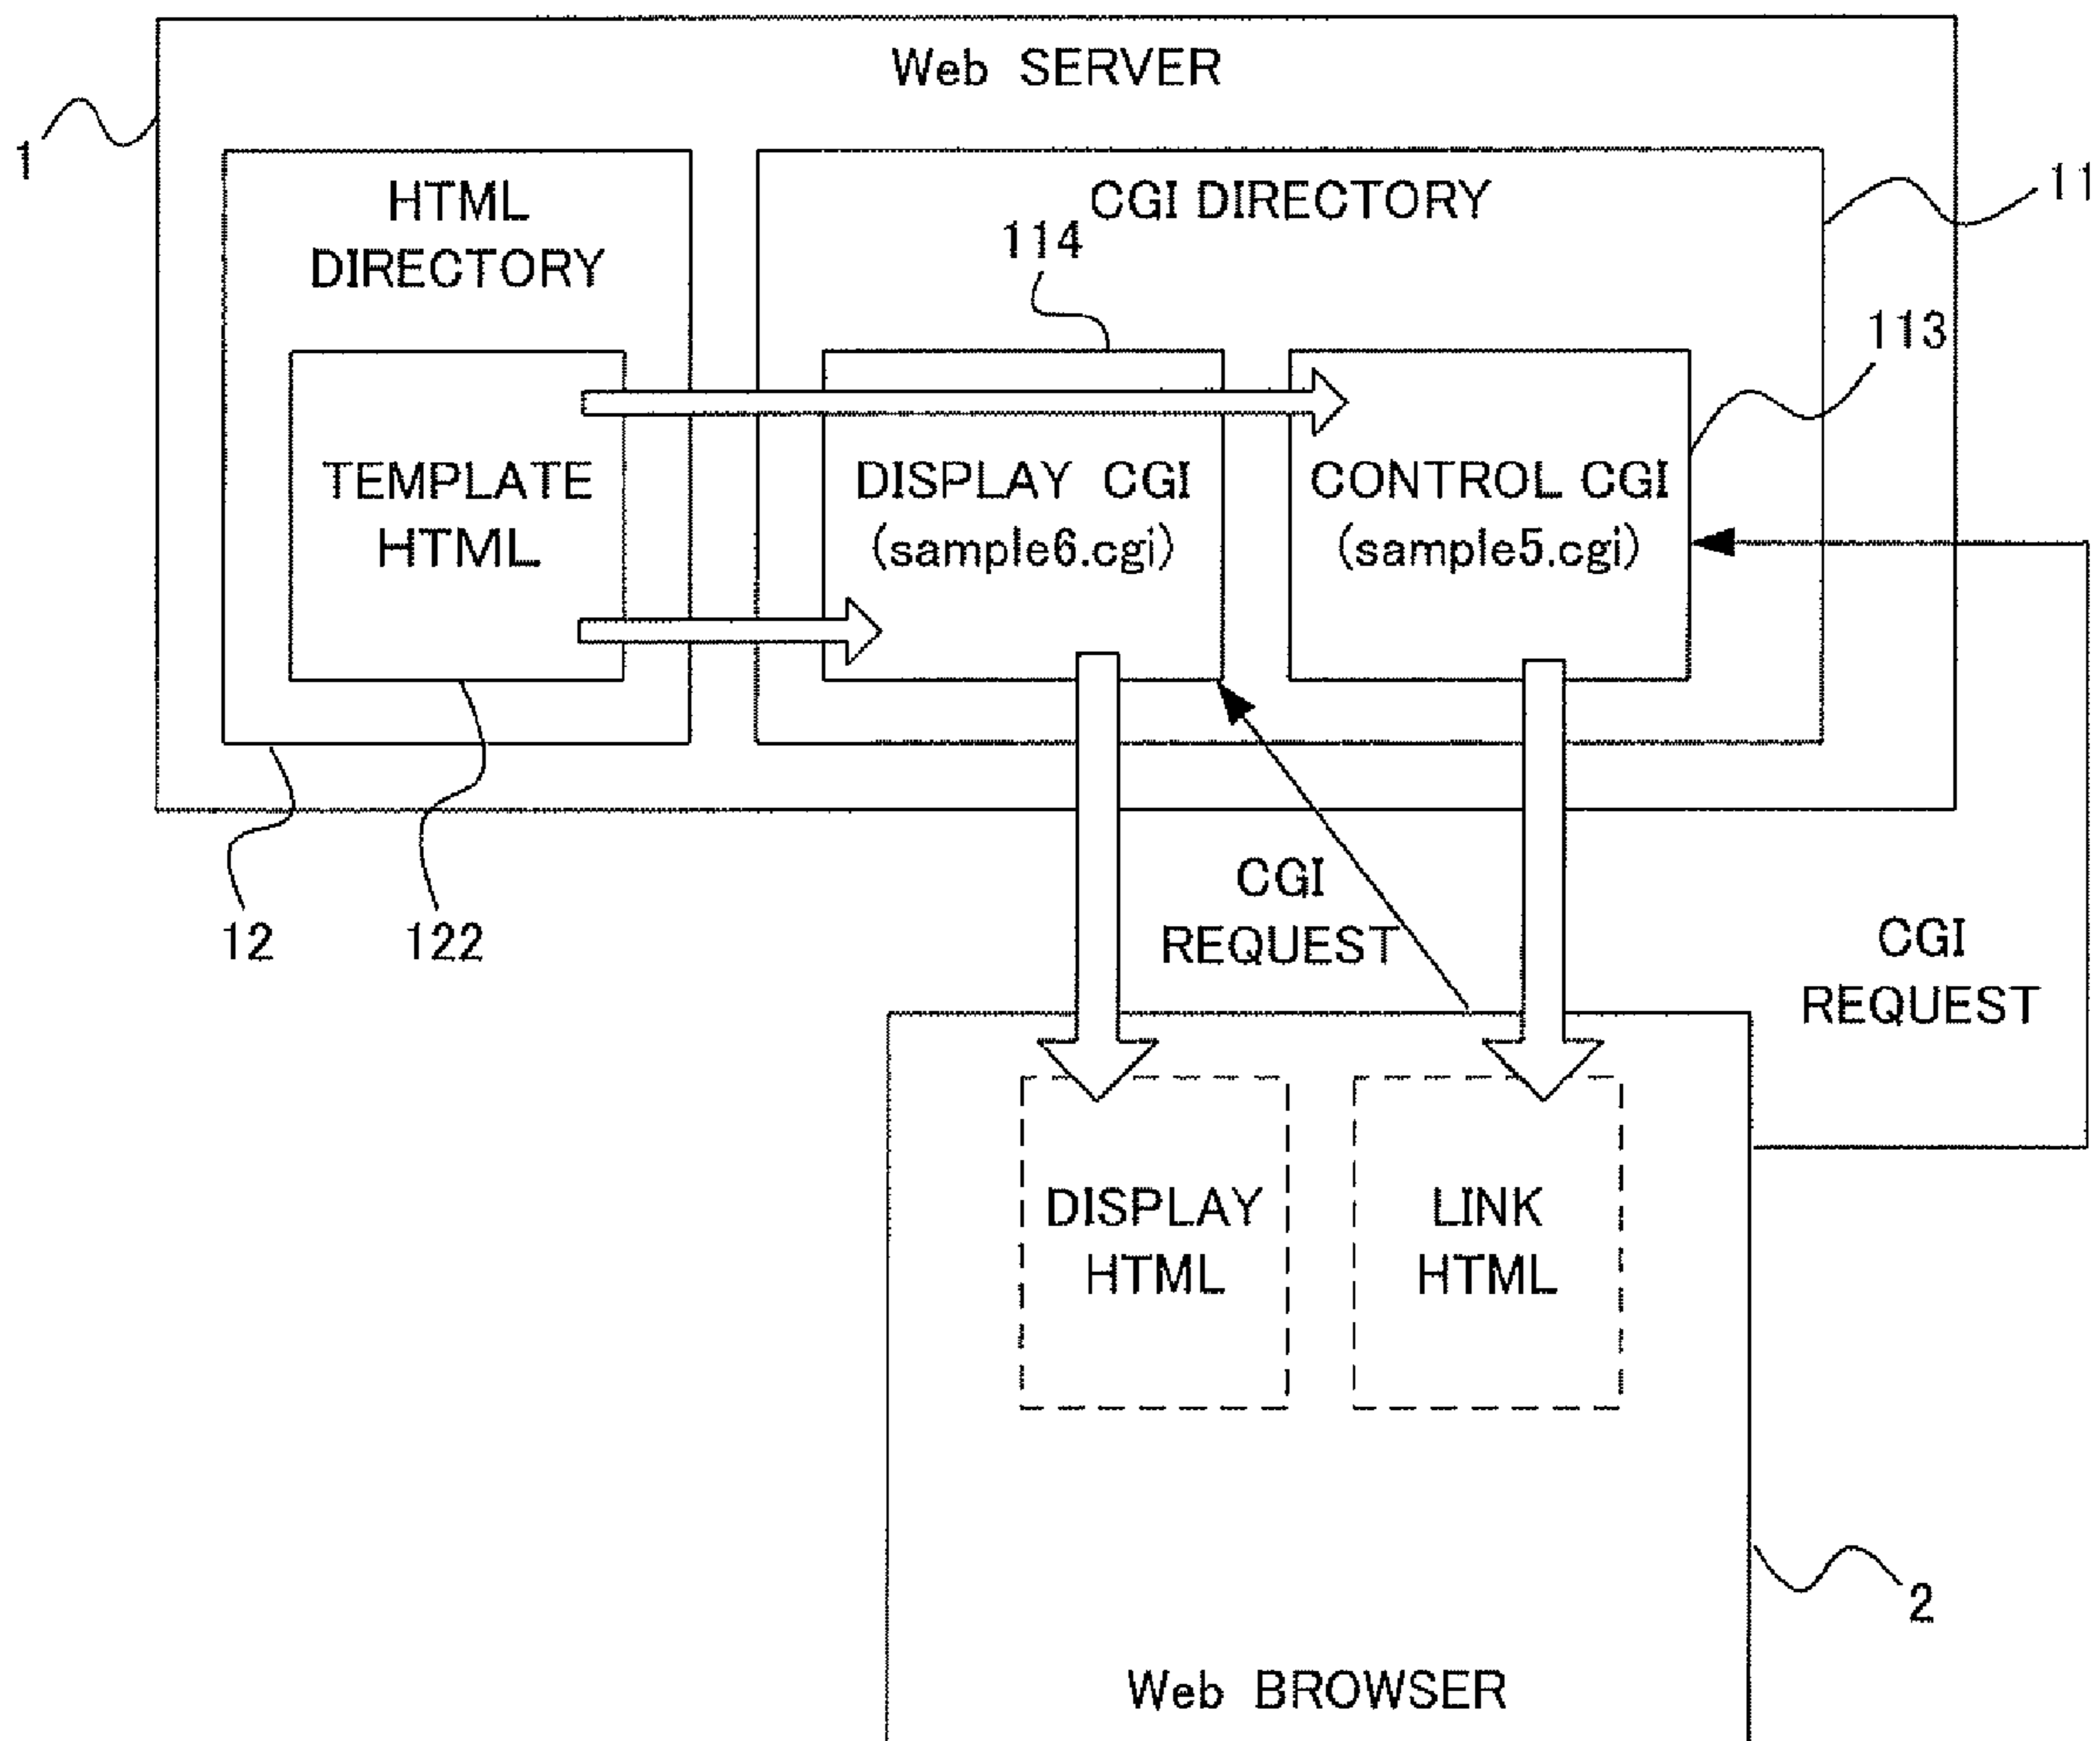 Web SERVER
1
HTML
DIRECTORY
CGI DIRECTORY
11
114
113
TEMPLATE
HTML
DISPLAY CGI
(sample6.cgi)
CONTROL CGI
(sample5.cgi)
12
122
CGI
REQUEST
CGI
REQUEST
DISPLAY
HTML
LINK
HTML
2
Web BROWSER